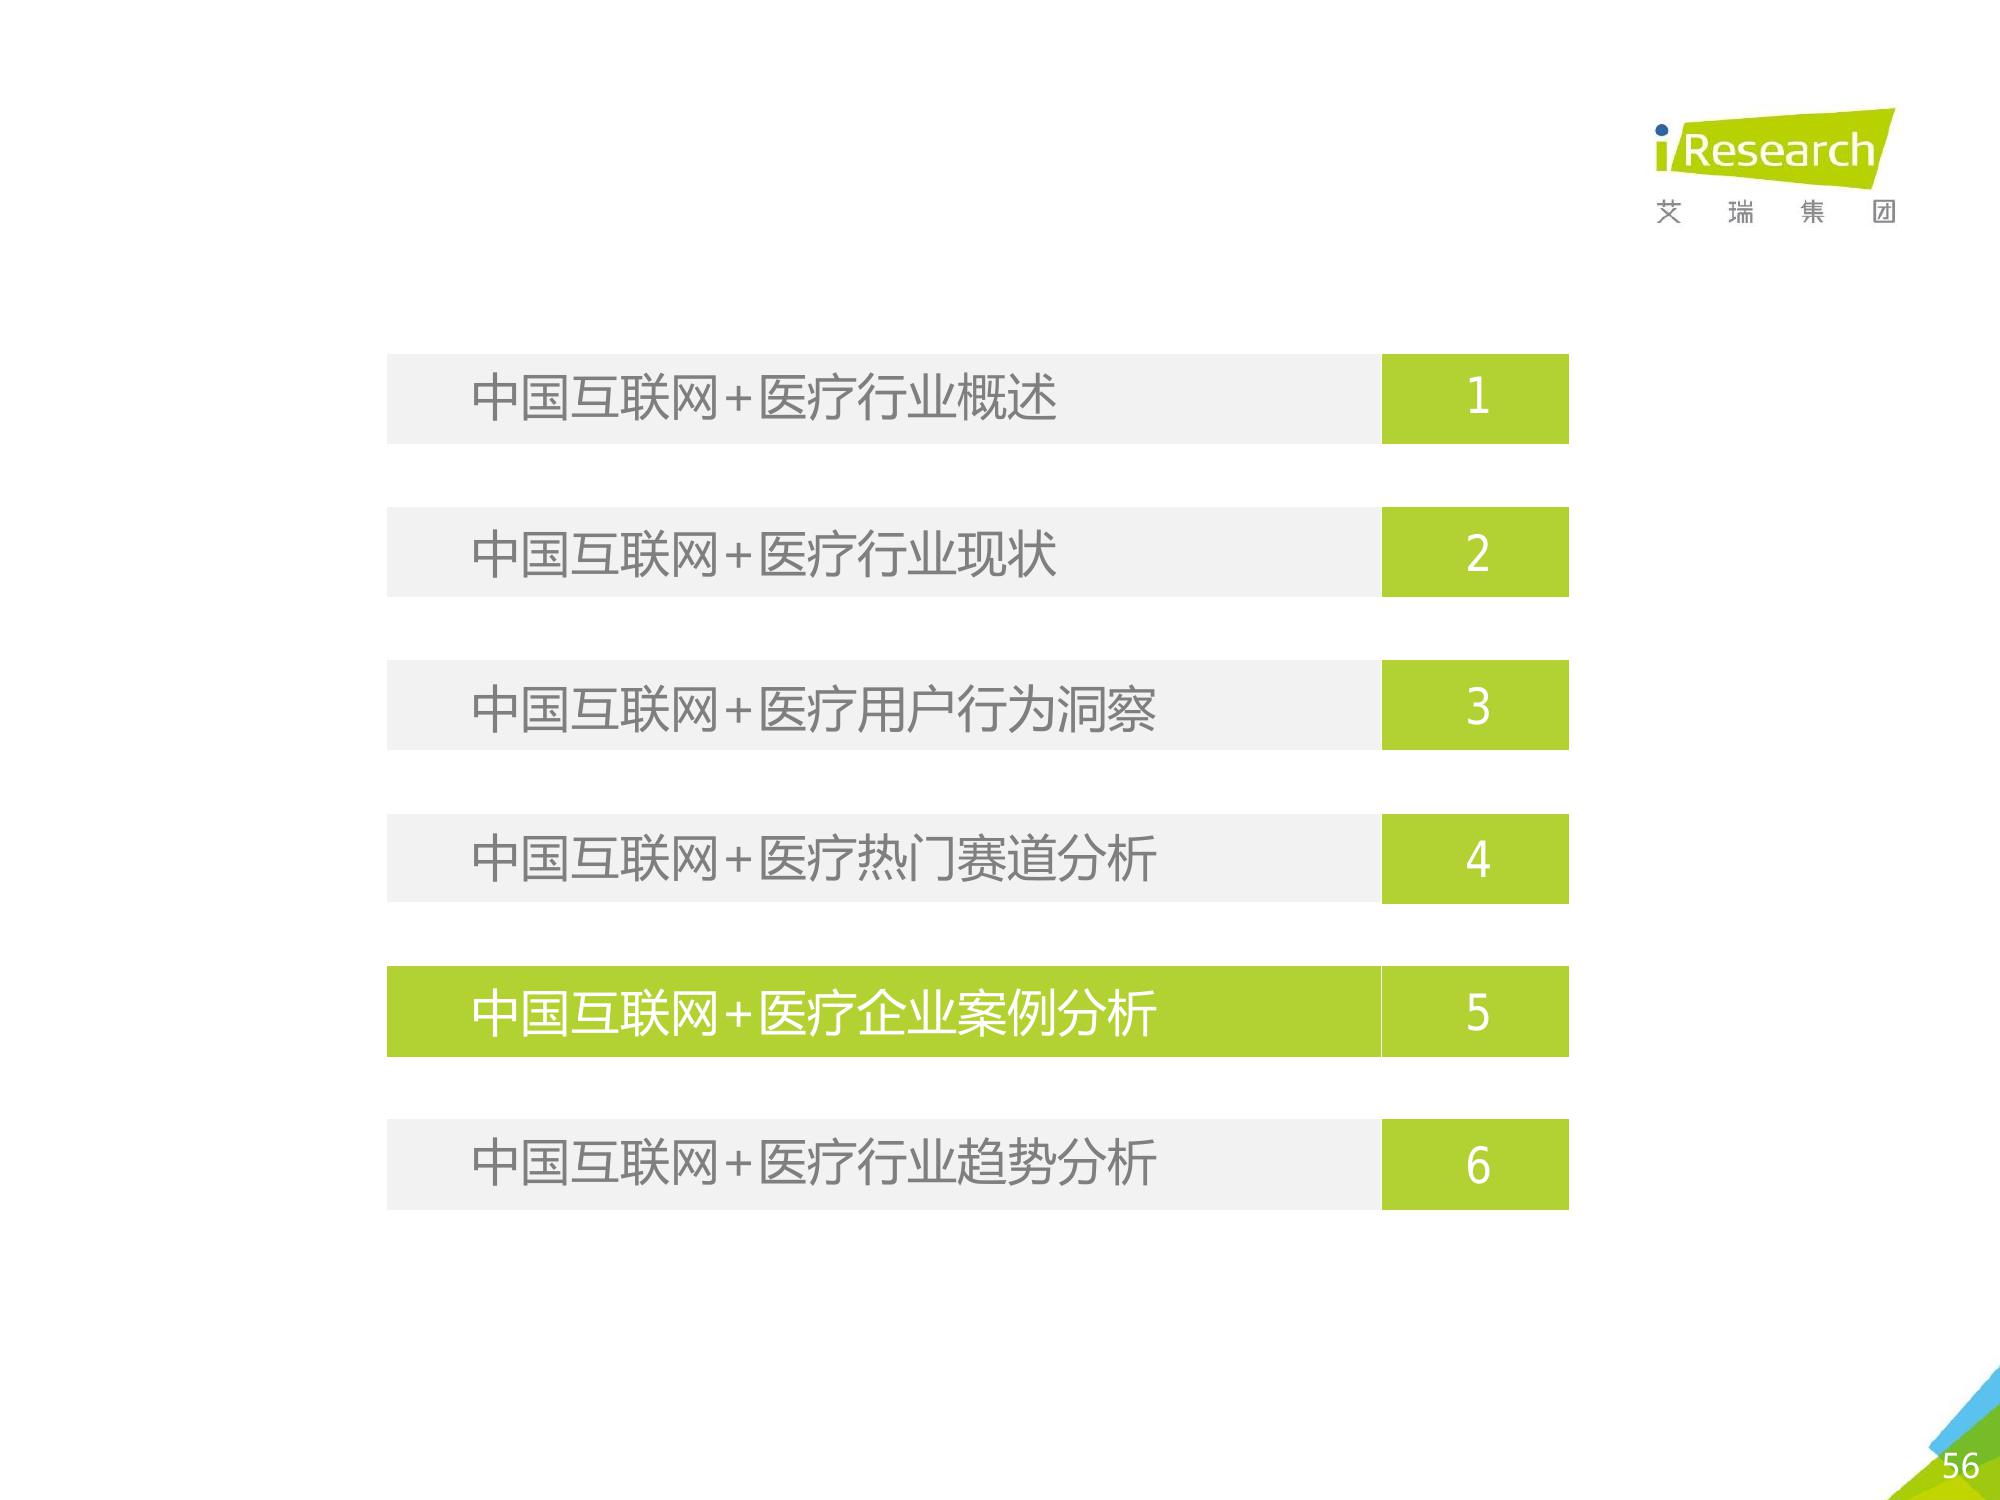 iResearch
艾瑞集团
中国互联网+医疗行业概述 1
中国互联网+医疗行业现状 2
中国互联网+医疗用户行为洞察 3
中国互联网+医疗热门赛道分析 4
中国互联网+医疗企业案例分析 5
中国互联网+医疗行业趋势分析 6
56